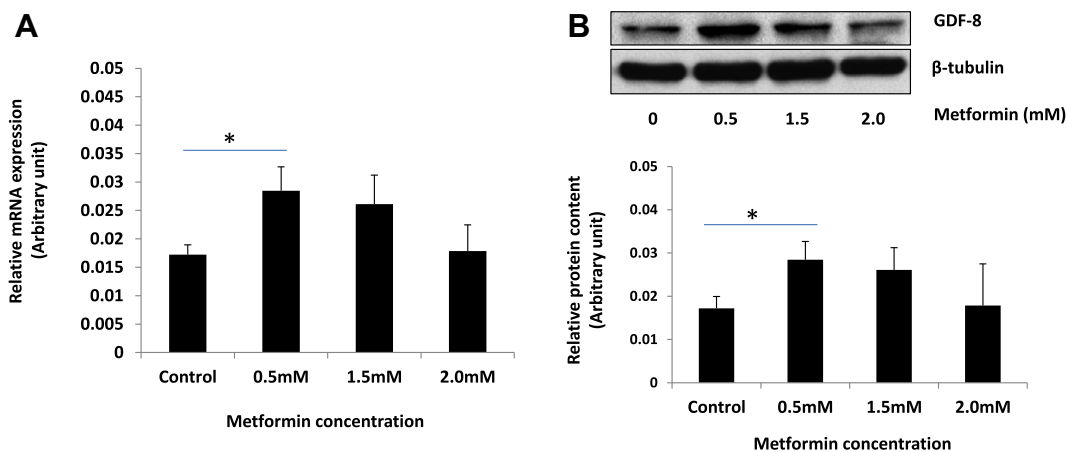 A
0.05
0.045
0.04
0.035
0.03
0.025
0.02
0.015
0.01
0.005
0
Relative mRNA expression
(Arbitrary unit)
*
Control 0.5mM 1.5mM 2.0mM
Metformin concentration
B
GDF-8
β-tubulin
0 0.5 1.5 2.0 Metformin (mM)
0.05
0.04
0.03
0.02
0.01
0
Relative protein content
(Arbitrary unit)
*
Control 0.5mM 1.5mM 2.0mM
Metformin concentration